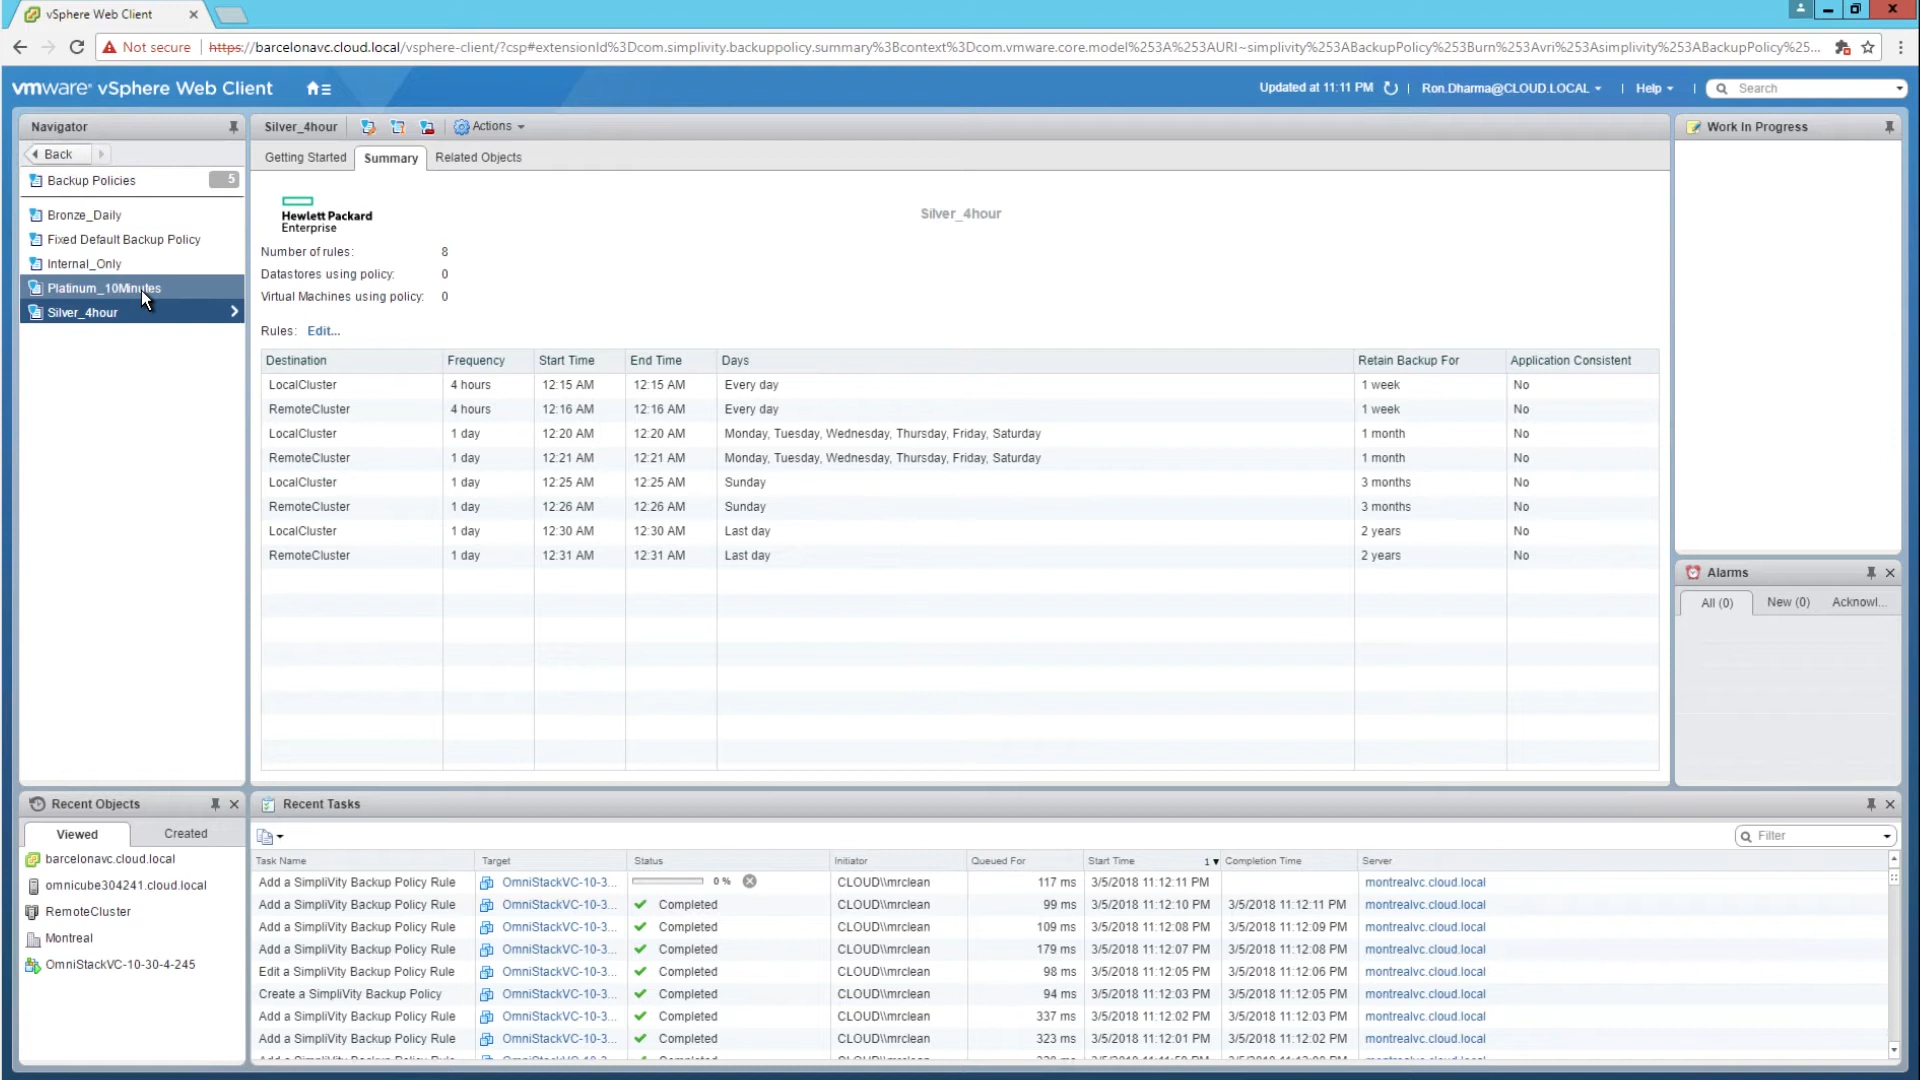 vSphere Web Client
Not secure https://barcelonavc.cloud.local/vsphere-client/?csp#extensionId%3Dcom.simplivity.backuppolicy.summary%3Bcontext%3Dcom.vmware.core.model%253A%253AURI~simplivity%253ABackupPolicy%253Burn%253Avri%253Asimplivity%253ABackupPolicy%25...
vmware® vSphere Web Client Updated at 11:11 PM Ron.Dharma@CLOUD.LOCAL Help Search
Navigator
Back
Backup Policies 5
Bronze_Daily
Fixed Default Backup Policy
Internal_Only
Platinum_10Minutes
Silver_4hour
Silver_4hour Actions
Getting Started Summary Related Objects
Hewlett Packard
Enterprise
Silver_4hour
Number of rules: 8
Datastores using policy: 0
Virtual Machines using policy: 0
Rules: Edit...
Destination Frequency Start Time End Time Days Retain Backup For Application Consistent
LocalCluster 4 hours 12:15 AM 12:15 AM Every day 1 week No
RemoteCluster 4 hours 12:16 AM 12:16 AM Every day 1 week No
LocalCluster 1 day 12:20 AM 12:20 AM Monday, Tuesday, Wednesday, Thursday, Friday, Saturday 1 month No
RemoteCluster 1 day 12:21 AM 12:21 AM Monday, Tuesday, Wednesday, Thursday, Friday, Saturday 1 month No
LocalCluster 1 day 12:25 AM 12:25 AM Sunday 3 months No
RemoteCluster 1 day 12:26 AM 12:26 AM Sunday 3 months No
LocalCluster 1 day 12:30 AM 12:30 AM Last day 2 years No
RemoteCluster 1 day 12:31 AM 12:31 AM Last day 2 years No
Work In Progress
Alarms
All (0) New (0) Acknowl...
Recent Objects
Viewed Created
barcelonavc.cloud.local
omnicube304241.cloud.local
RemoteCluster
Montreal
OmniStackVC-10-30-4-245
Recent Tasks
Filter
Task Name Target Status Initiator Queued For Start Time 1 Completion Time Server
Add a SimpliVity Backup Policy Rule OmniStackVC-10-3... 0 % CLOUD\\mrclean 117 ms 3/5/2018 11:12:11 PM montrealvc.cloud.local
Add a SimpliVity Backup Policy Rule OmniStackVC-10-3... Completed CLOUD\\mrclean 99 ms 3/5/2018 11:12:10 PM 3/5/2018 11:12:11 PM montrealvc.cloud.local
Add a SimpliVity Backup Policy Rule OmniStackVC-10-3... Completed CLOUD\\mrclean 109 ms 3/5/2018 11:12:08 PM 3/5/2018 11:12:09 PM montrealvc.cloud.local
Add a SimpliVity Backup Policy Rule OmniStackVC-10-3... Completed CLOUD\\mrclean 179 ms 3/5/2018 11:12:07 PM 3/5/2018 11:12:08 PM montrealvc.cloud.local
Edit a SimpliVity Backup Policy Rule OmniStackVC-10-3... Completed CLOUD\\mrclean 98 ms 3/5/2018 11:12:05 PM 3/5/2018 11:12:06 PM montrealvc.cloud.local
Create a SimpliVity Backup Policy OmniStackVC-10-3... Completed CLOUD\\mrclean 94 ms 3/5/2018 11:12:03 PM 3/5/2018 11:12:05 PM montrealvc.cloud.local
Add a SimpliVity Backup Policy Rule OmniStackVC-10-3... Completed CLOUD\\mrclean 337 ms 3/5/2018 11:12:02 PM 3/5/2018 11:12:03 PM montrealvc.cloud.local
Add a SimpliVity Backup Policy Rule OmniStackVC-10-3... Completed CLOUD\\mrclean 323 ms 3/5/2018 11:12:01 PM 3/5/2018 11:12:02 PM montrealvc.cloud.local